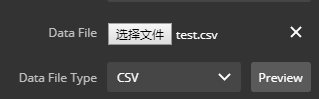 Data File 选择文件 test.csv
Data File Type CSV Preview